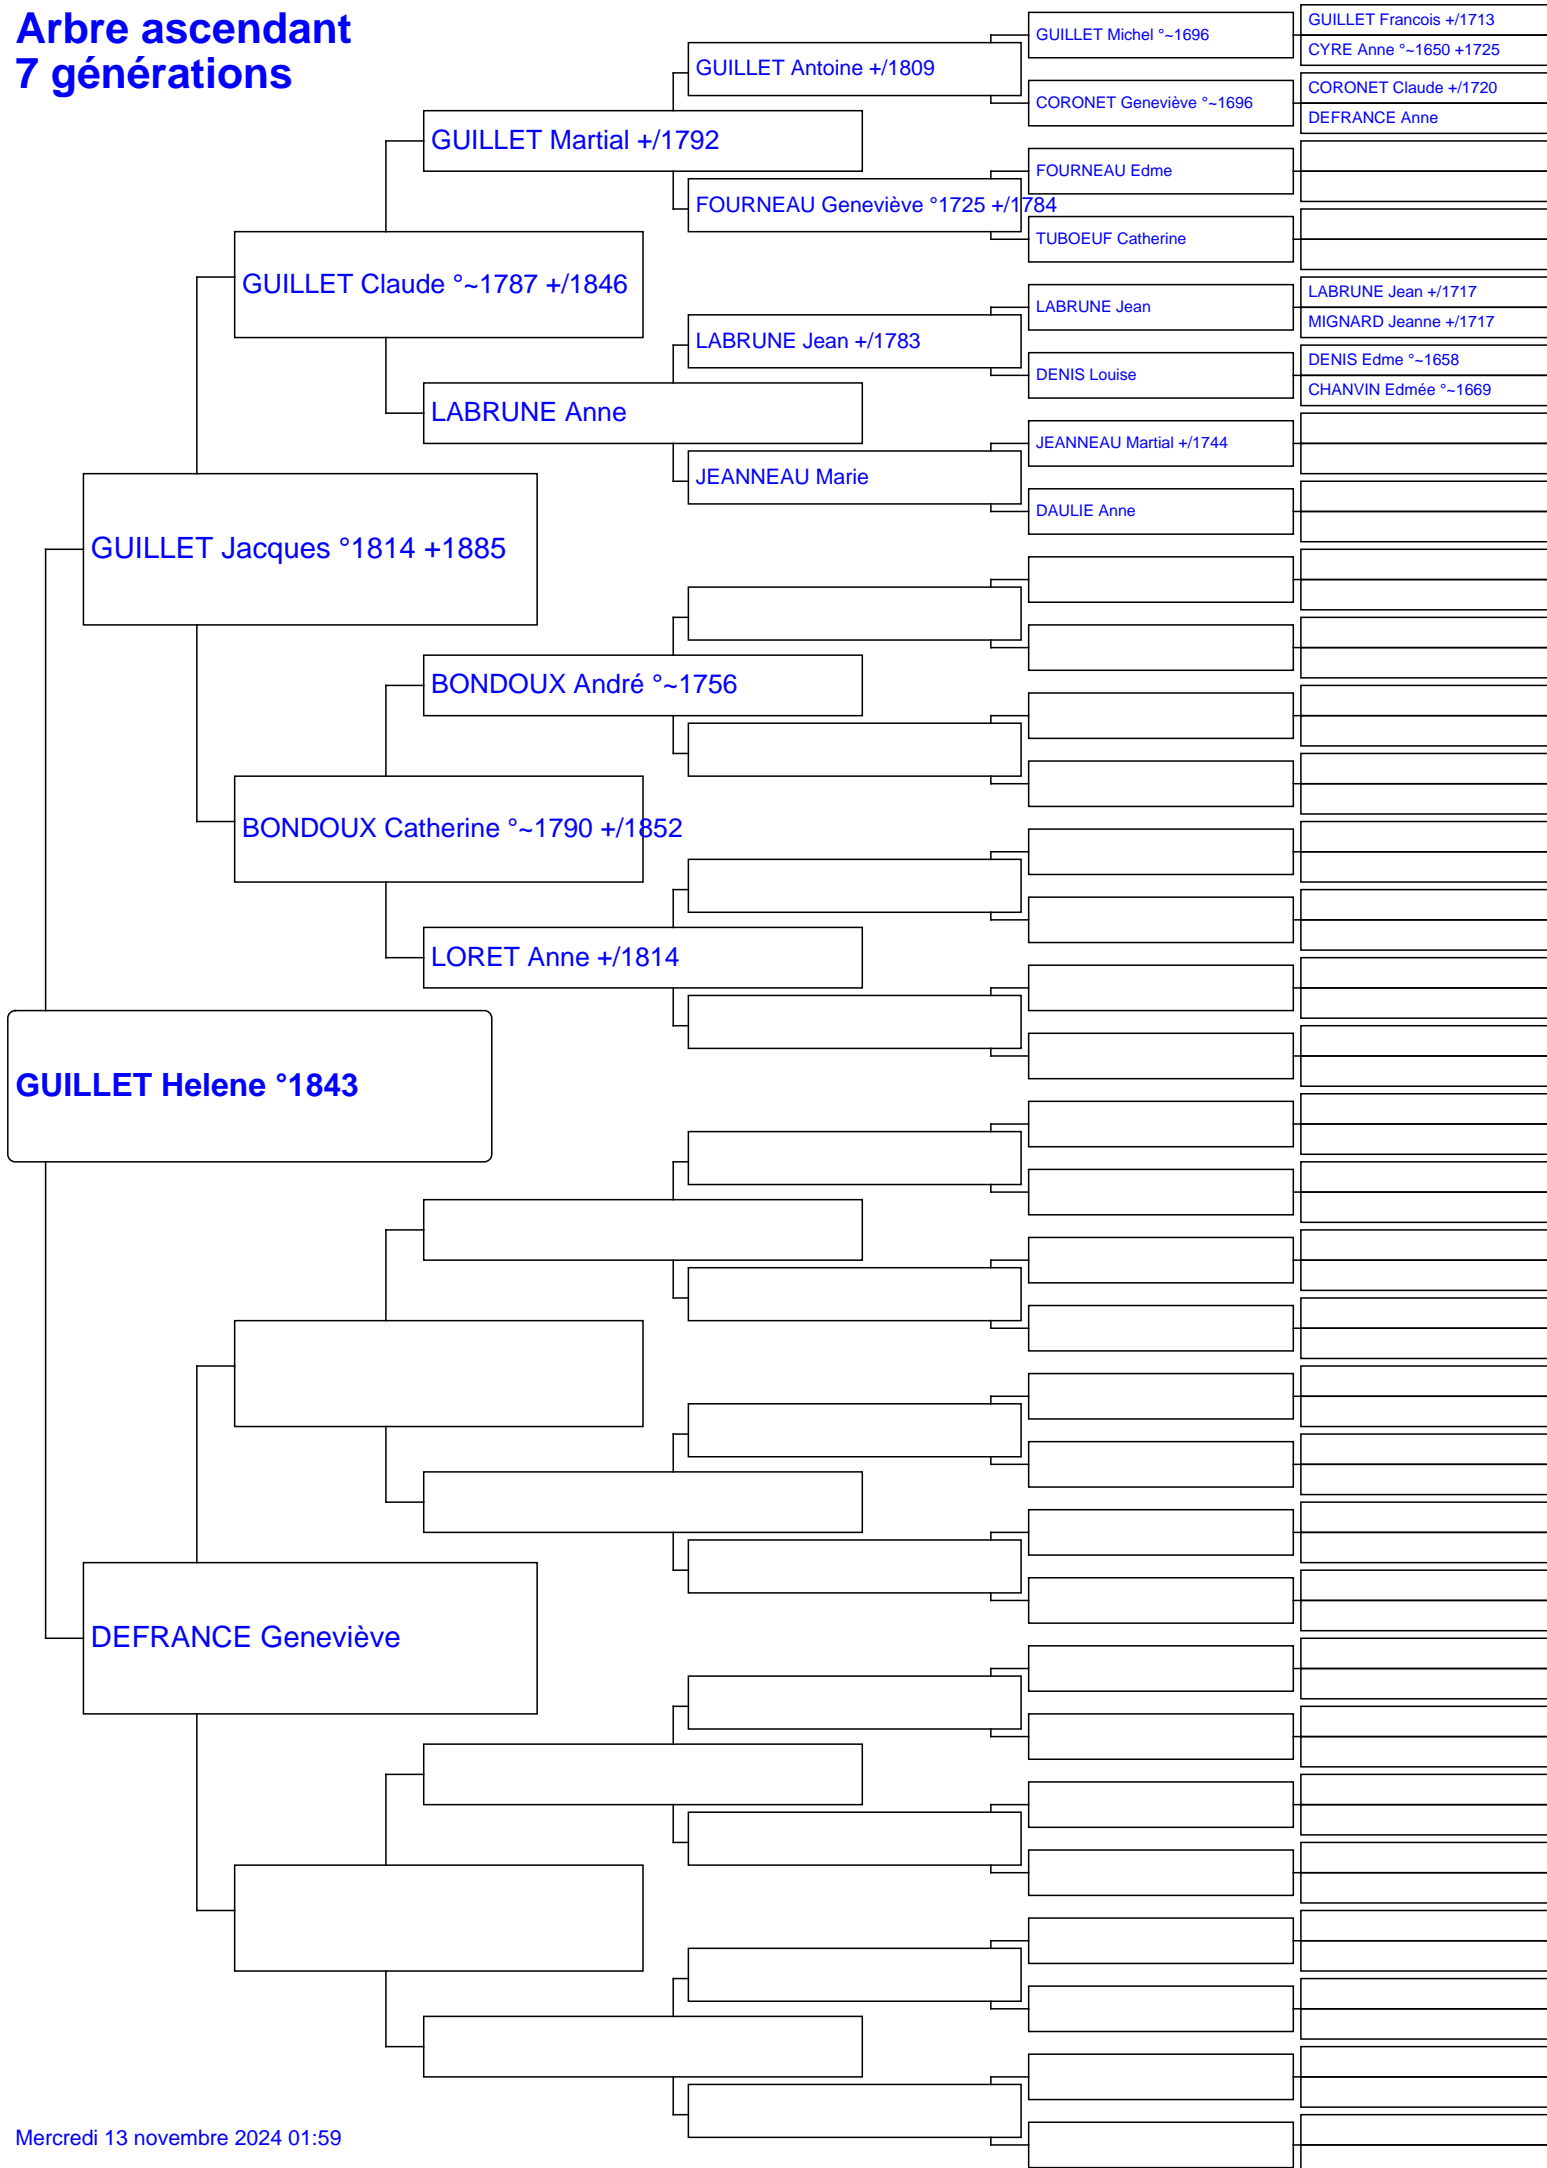 Arbre ascendant
7 générations
GUILLET Helene °1843
GUILLET Jacques °1814 +1885
DEFRANCE Geneviève
GUILLET Claude °~1787 +/1846
BONDOUX Catherine °~1790 +/1852
GUILLET Martial +/1792
LABRUNE Anne
BONDOUX André °~1756
LORET Anne +/1814
GUILLET Antoine +/1809
FOURNEAU Geneviève °1725 +/1784
LABRUNE Jean +/1783
JEANNEAU Marie
GUILLET Michel °~1696
CORONET Geneviève °~1696
FOURNEAU Edme
TUBOEUF Catherine
LABRUNE Jean
DENIS Louise
JEANNEAU Martial +/1744
DAULIE Anne
GUILLET Francois +/1713
CYRE Anne °~1650 +1725
CORONET Claude +/1720
DEFRANCE Anne
LABRUNE Jean +/1717
MIGNARD Jeanne +/1717
DENIS Edme °~1658
CHANVIN Edmée °~1669
Mercredi 13 novembre 2024 01:59